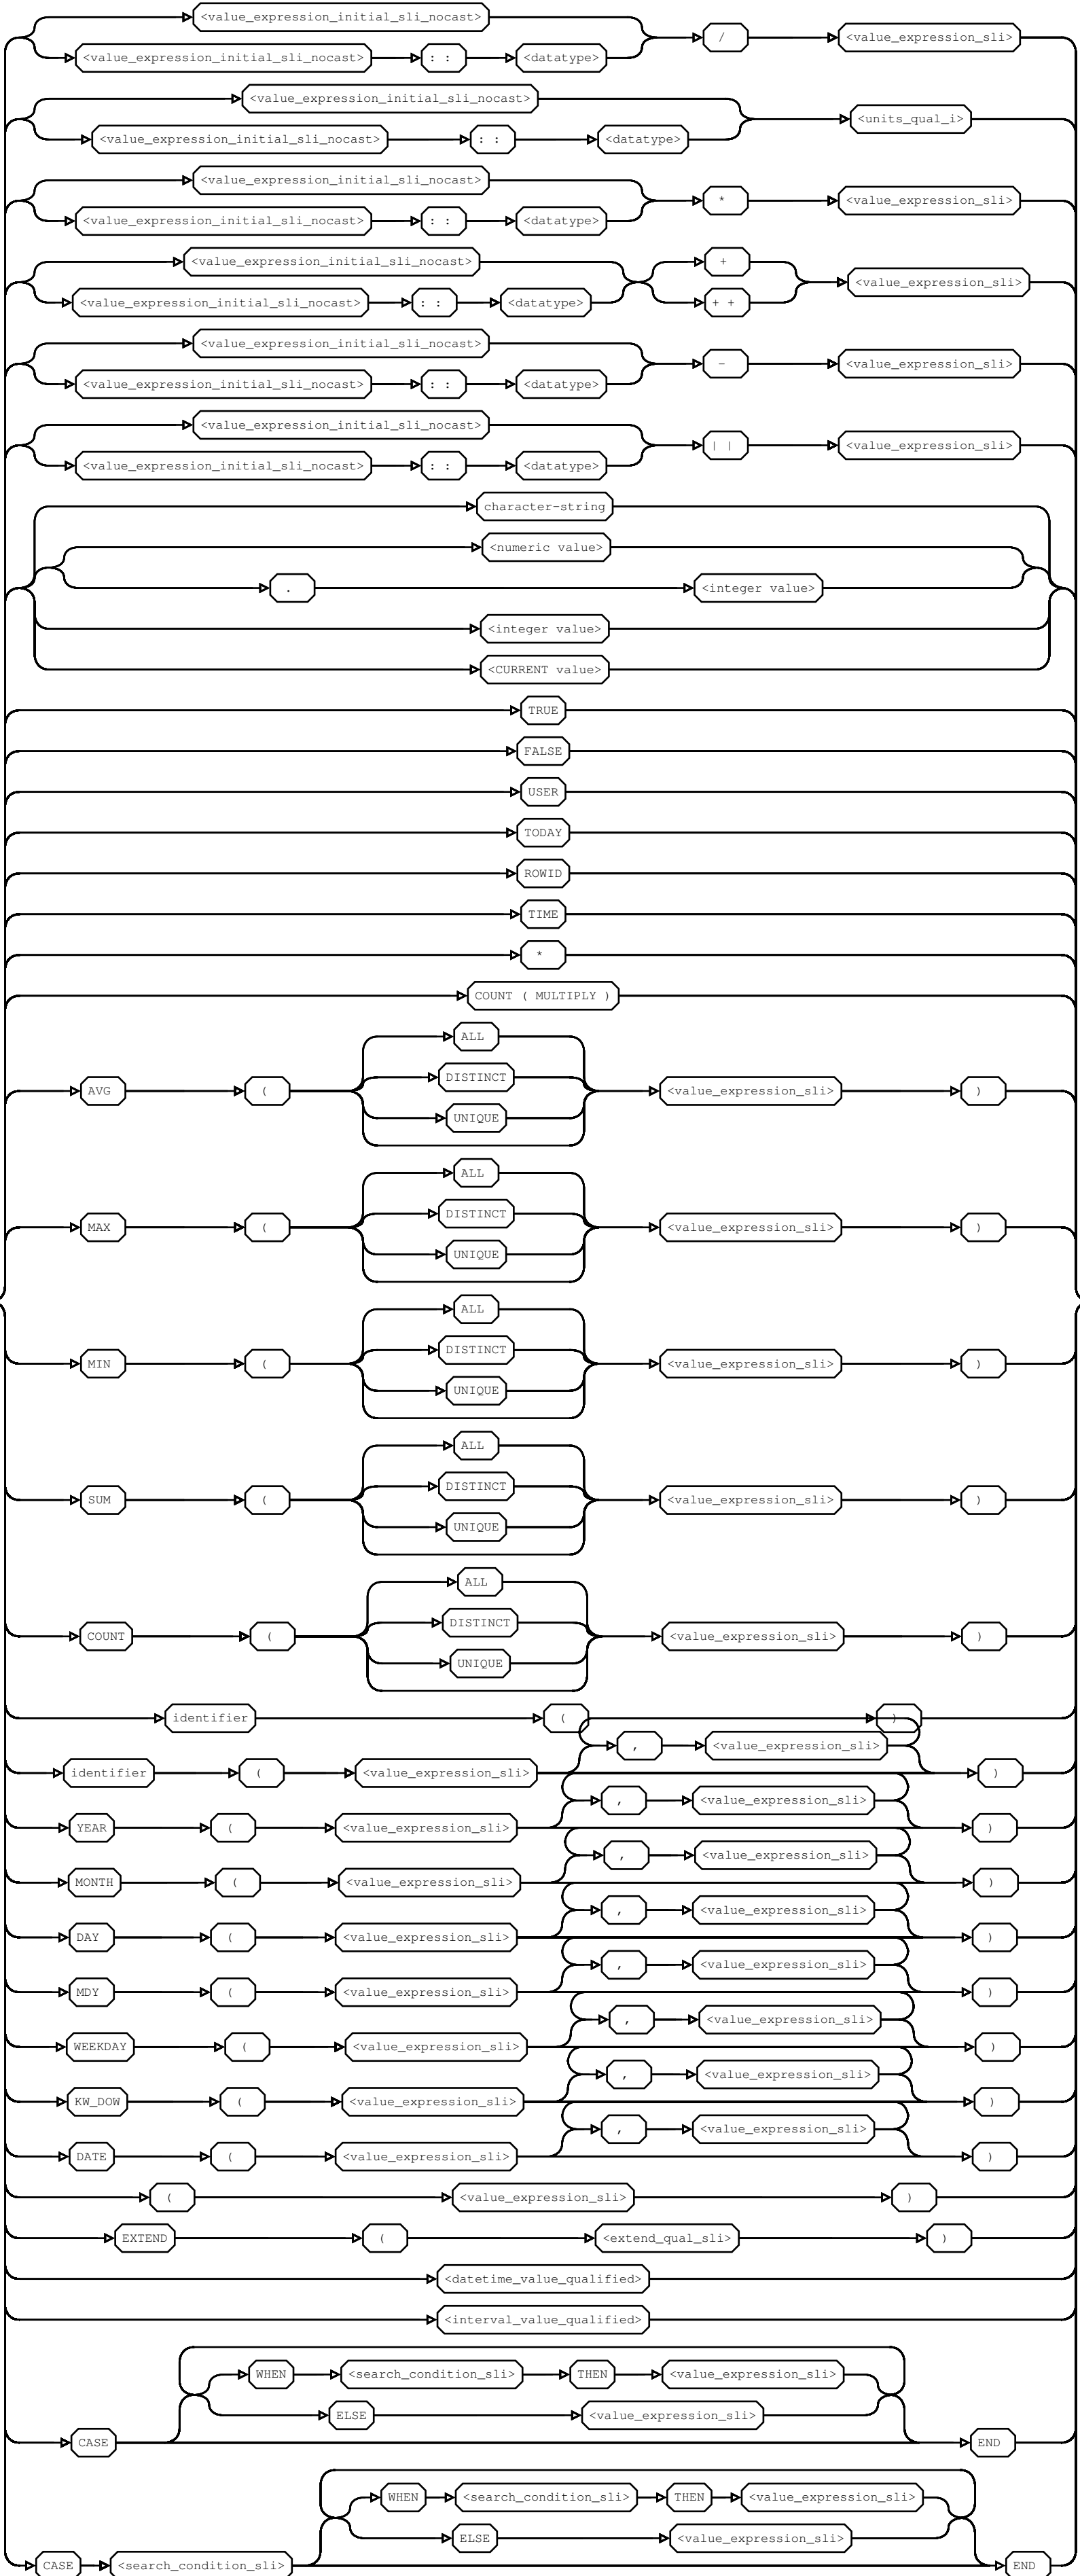 <value_expression_initial_sli_nocast>
/ <value_expression_sli>
<value_expression_initial_sli_nocast> : : <datatype>
<value_expression_initial_sli_nocast>
<units_qual_i>
<value_expression_initial_sli_nocast> : : <datatype>
<value_expression_initial_sli_nocast>
* <value_expression_sli>
<value_expression_initial_sli_nocast> : : <datatype>
<value_expression_initial_sli_nocast> +
<value_expression_sli>
<value_expression_initial_sli_nocast> : : <datatype> + +
<value_expression_initial_sli_nocast>
- <value_expression_sli>
<value_expression_initial_sli_nocast> : : <datatype>
<value_expression_initial_sli_nocast>
| | <value_expression_sli>
<value_expression_initial_sli_nocast> : : <datatype>
character-string
<numeric value>
. <integer value>
<integer value>
<CURRENT value>
TRUE
FALSE
USER
TODAY
ROWID
TIME
*
COUNT ( MULTIPLY )
ALL
DISTINCT
AVG ( <value_expression_sli> )
UNIQUE
ALL
DISTINCT
MAX ( <value_expression_sli> )
UNIQUE
ALL
DISTINCT
MIN ( <value_expression_sli> )
UNIQUE
ALL
DISTINCT
SUM ( <value_expression_sli> )
UNIQUE
ALL
DISTINCT
COUNT ( <value_expression_sli> )
UNIQUE
identifier ( )
, <value_expression_sli>
identifier ( <value_expression_sli> )
, <value_expression_sli>
YEAR ( <value_expression_sli> )
, <value_expression_sli>
MONTH ( <value_expression_sli> )
, <value_expression_sli>
DAY ( <value_expression_sli> )
, <value_expression_sli>
MDY ( <value_expression_sli> )
, <value_expression_sli>
WEEKDAY ( <value_expression_sli> )
, <value_expression_sli>
KW_DOW ( <value_expression_sli> )
, <value_expression_sli>
DATE ( <value_expression_sli> )
( <value_expression_sli> )
EXTEND ( <extend_qual_sli> )
<datetime_value_qualified>
<interval_value_qualified>
WHEN <search_condition_sli> THEN <value_expression_sli>
ELSE <value_expression_sli>
CASE END
WHEN <search_condition_sli> THEN <value_expression_sli>
ELSE <value_expression_sli>
CASE <search_condition_sli> END